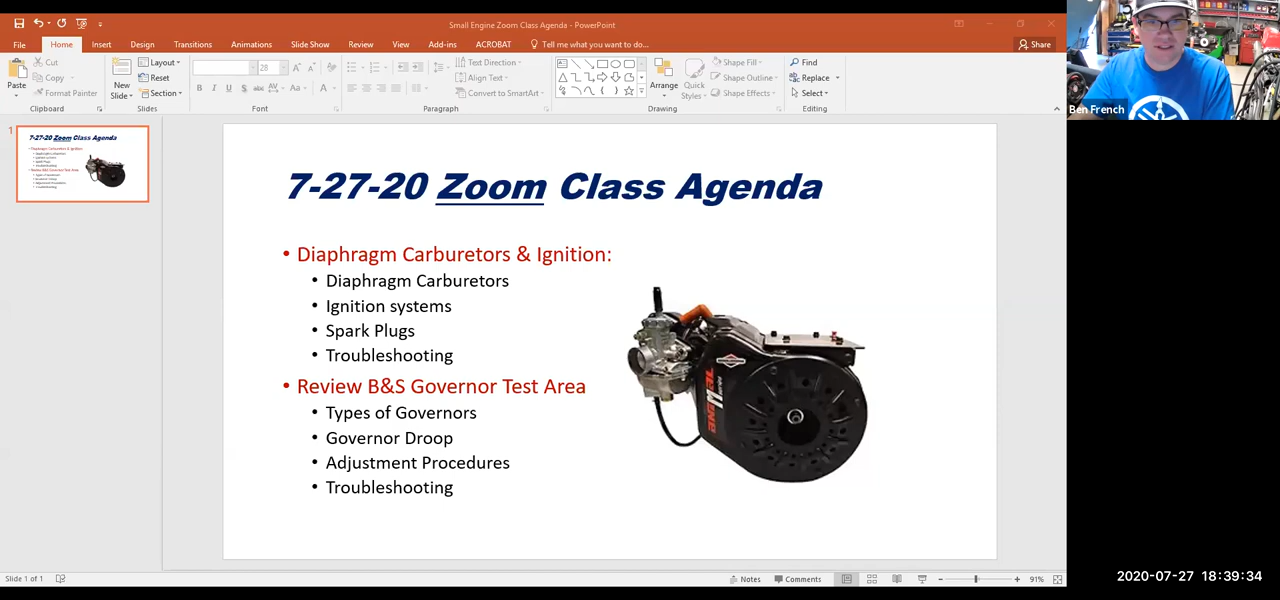 Small Engine Zoom Class Agenda - PowerPoint
File
Home
Insert
Design
Transitions
Animations
Slide Show
Review
View
Add-ins
ACROBAT
Tell me what you want to do...
Share
Paste
Cut
Copy
Format Painter
Clipboard
New
Slide
Layout
Reset
Section
Slides
28
Font
Text Direction
Align Text
Convert to SmartArt
Paragraph
Arrange
Quick
Styles
Shape Fill
Shape Outline
Shape Effects
Drawing
Find
Replace
Select
Editing
Ben French
1
7-27-20 Zoom Class Agenda
• Diaphragm Carburetors & Ignition:
• Diaphragm Carburetors
• Ignition systems
• Spark Plugs
• Troubleshooting
• Review B&S Governor Test Area
• Types of Governors
• Governor Droop
• Adjustment Procedures
• Troubleshooting
ANIMAL
Slide 1 of 1
Notes
Comments
91%
2020-07-27 18:39:34